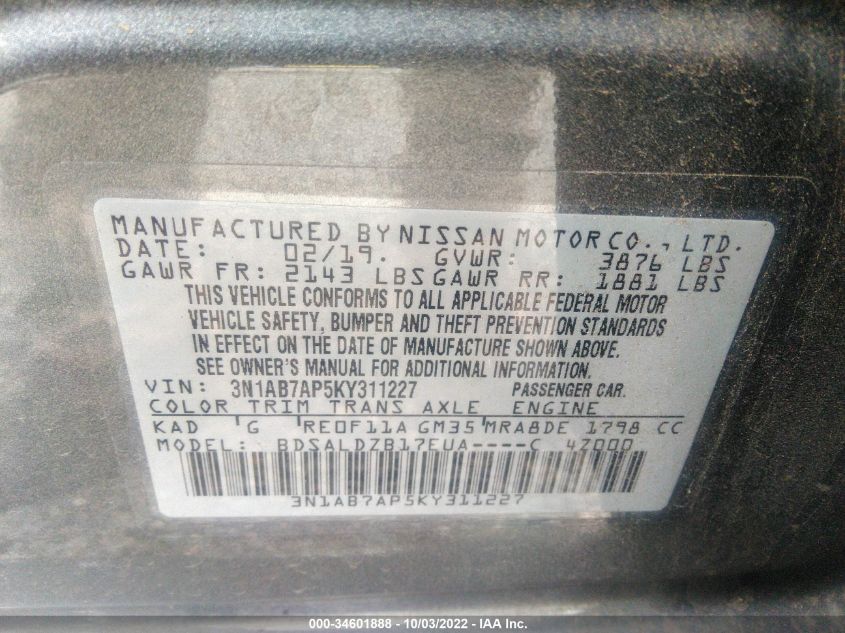 MANUFACTURED BY NISSAN MOTOR CO., LTD.
DATE: 02/19. GVWR: 3876 LBS
GAWR FR: 2143 LBS GAWR RR: 1881 LBS
THIS VEHICLE CONFORMS TO ALL APPLICABLE FEDERAL MOTOR
VEHICLE SAFETY, BUMPER AND THEFT PREVENTION STANDARDS
IN EFFECT ON THE DATE OF MANUFACTURE SHOWN ABOVE.
SEE OWNER'S MANUAL FOR ADDITIONAL INFORMATION.
VIN: 3N1AB7AP5KY311227 PASSENGER CAR.
COLOR TRIM TRANS AXLE ENGINE
KAD G RE0F11A GM35 MRA8DE 1798 CC
MODEL: BDSALDZB17EUA----C 4Z000
3N1AB7AP5KY311227
000-34601888 - 10/03/2022 - IAA Inc.